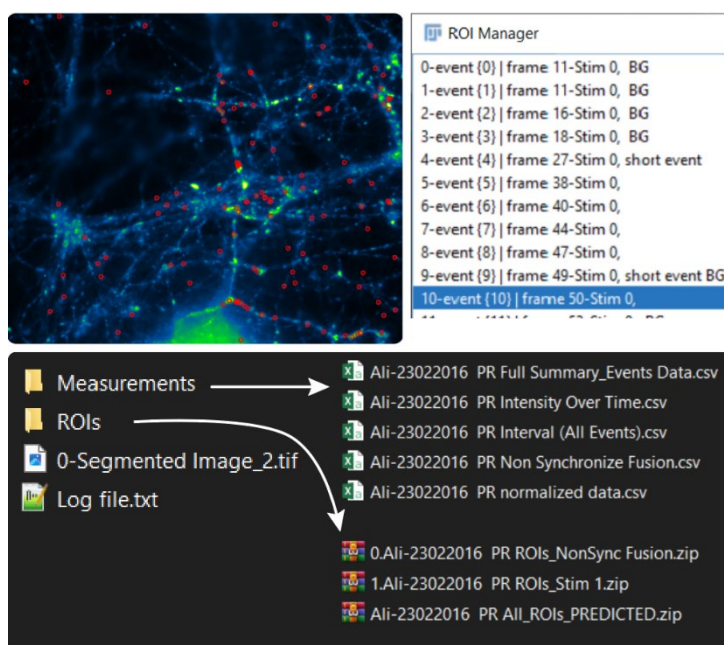 ROI Manager
0-event {0} | frame 11-Stim 0,  BG
1-event {1} | frame 11-Stim 0,  BG
2-event {2} | frame 16-Stim 0,  BG
3-event {3} | frame 18-Stim 0,  BG
4-event {4} | frame 27-Stim 0, short event
5-event {5} | frame 38-Stim 0,
6-event {6} | frame 40-Stim 0,
7-event {7} | frame 44-Stim 0,
8-event {8} | frame 47-Stim 0,
9-event {9} | frame 49-Stim 0, short event BG
10-event {10} | frame 50-Stim 0,
Measurements
ROIs
0-Segmented Image_2.tif
Log file.txt
Ali-23022016  PR Full Summary_Events Data.csv
Ali-23022016  PR Intensity Over Time.csv
Ali-23022016  PR Interval (All Events).csv
Ali-23022016  PR Non Synchronize Fusion.csv
Ali-23022016  PR normalized data.csv
0.Ali-23022016  PR ROIs_NonSync Fusion.zip
1.Ali-23022016  PR ROIs_Stim 1.zip
Ali-23022016  PR All_ROIs_PREDICTED.zip